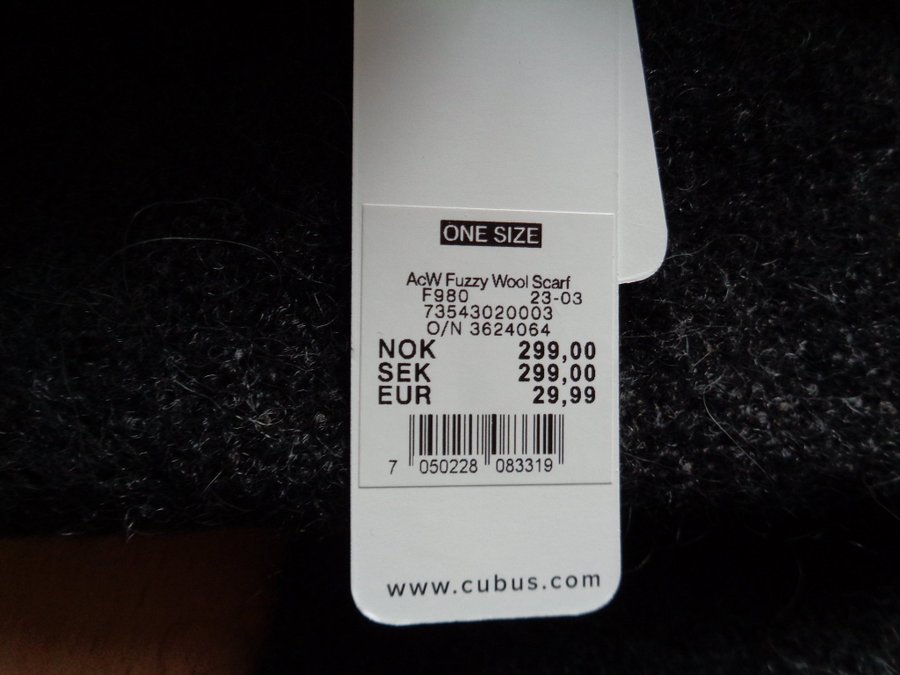 ONE SIZE
AcW Fuzzy Wool Scarf
F980 23-03
73543020003
O/N 3624064
NOK 299,00
SEK 299,00
EUR 29,99
7 050228 083319
www.cubus.com